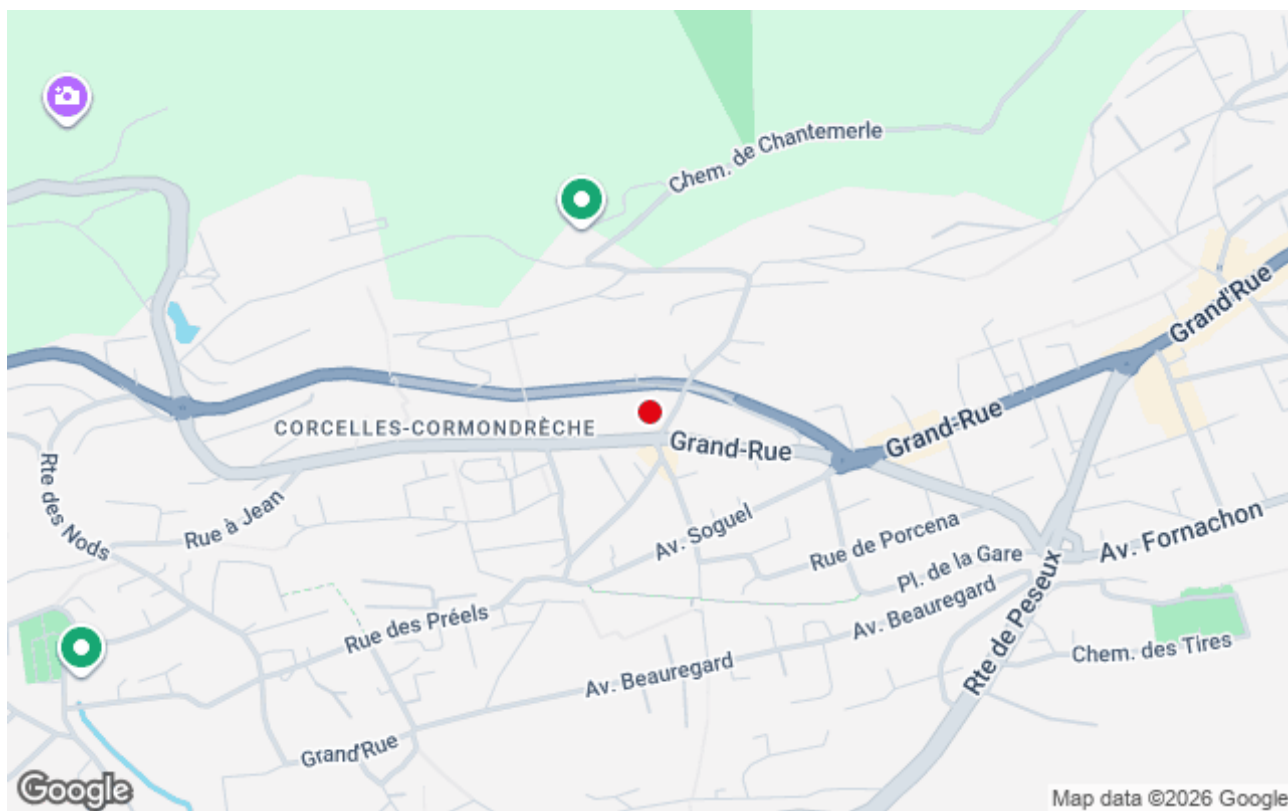 Chem. de Chantemerle
Grand'Rue
CORCELLES-CORMONDRÈCHE
Grand-Rue
Grand-Rue
Rte des Nods
Rue à Jean
Av. Soguel
Rue de Porcena
Av. Fornachon
Pl. de la Gare
Rue des Préels
Av. Beauregard
Rte de Peseux
Chem. des Tires
Av. Beauregard
Grand'Rue
Google
Map data ©2026 Google